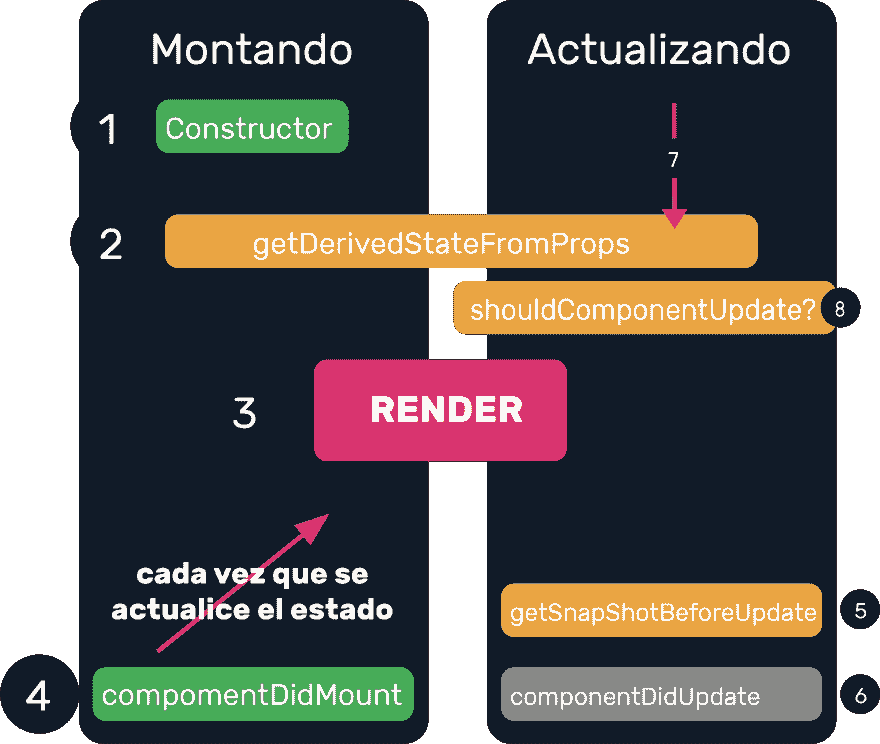 Montando
Actualizando
1
Constructor
7
2
getDerivedStateFromProps
shouldComponentUpdate?
8
3
RENDER
cada vez que se
actualice el estado
getSnapShotBeforeUpdate
5
4
compomentDidMount
componentDidUpdate
6